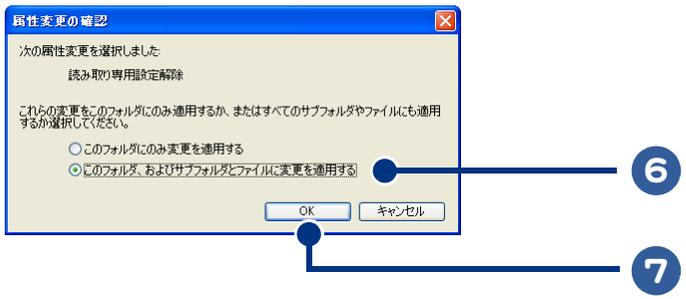 属性変更の確認
次の属性変更を選択しました:
読み取り専用設定解除
これらの変更をこのフォルダにのみ適用するか、またはすべてのサブフォルダやファイルにも適用
するか選択してください。
このフォルダにのみ変更を適用する
このフォルダ、およびサブフォルダとファイルに変更を適用する
6
OK
キャンセル
7